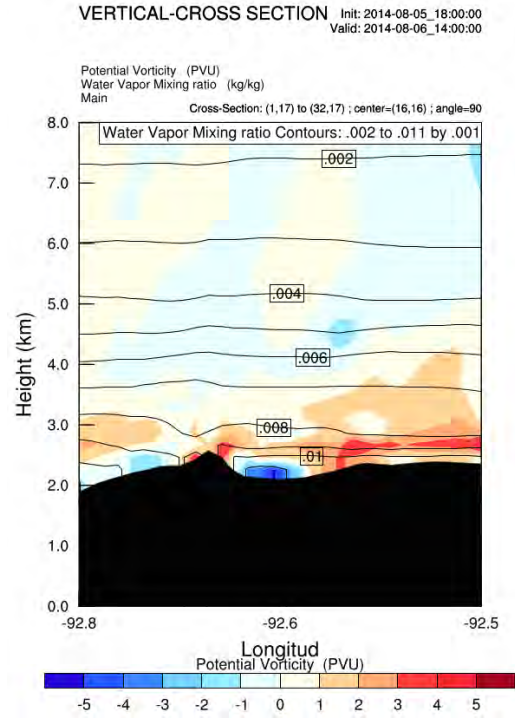 VERTICAL-CROSS SECTION Init: 2014-08-05_18:00:00
Valid: 2014-08-06_14:00:00
Potential Vorticity (PVU)
Water Vapor Mixing ratio (kg/kg)
Main
Cross-Section: (1,17) to (32,17) ; center=(16,16) ; angle=90
Water Vapor Mixing ratio Contours: .002 to .011 by .001
8.0
7.0
6.0
5.0
4.0
3.0
2.0
1.0
0.0
Height (km)
.002
.004
.006
.008
.01
-92.8 -92.6 -92.5
Longitud
Potential Vorticity (PVU)
-5 -4 -3 -2 -1 0 1 2 3 4 5